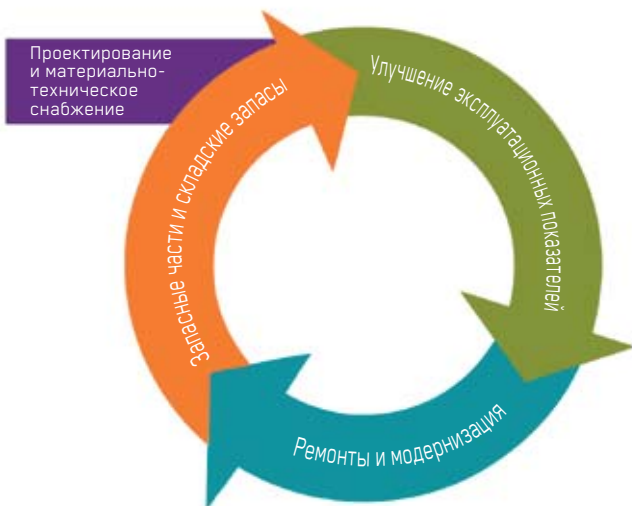 Проектирование
и материально-
техническое
снабжение
Запасные части и складские запасы
Улучшение эксплуатационных показателей
Ремонты и модернизация